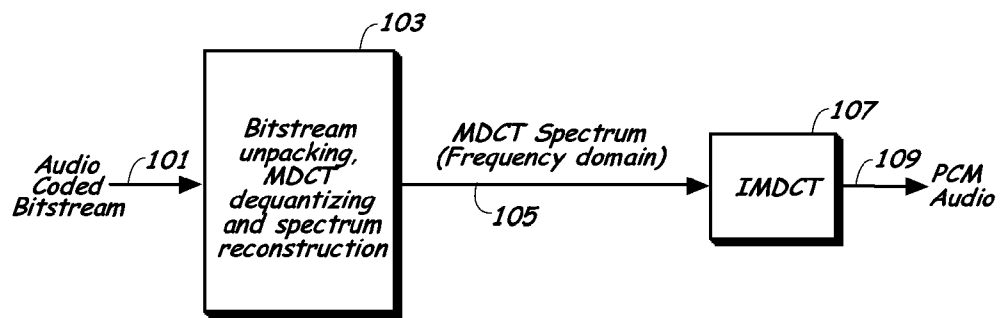 103
Bitstream
unpacking,
MDCT
dequantizing
and spectrum
reconstruction
101
Audio
Coded
Bitstream
MDCT Spectrum
(Frequency domain)
105
107
IMDCT
109
PCM
Audio